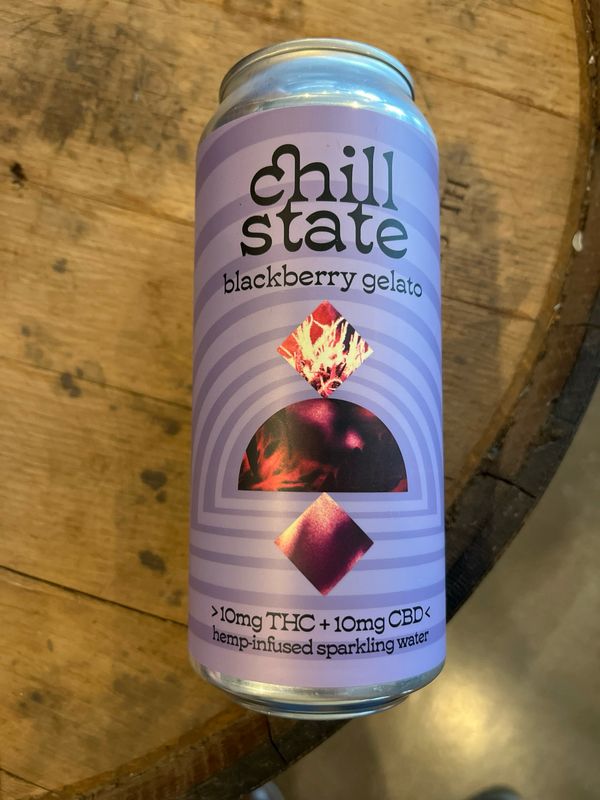 chill
state
blackberry gelato
>10mg THC + 10mg CBD<
hemp-infused sparkling water